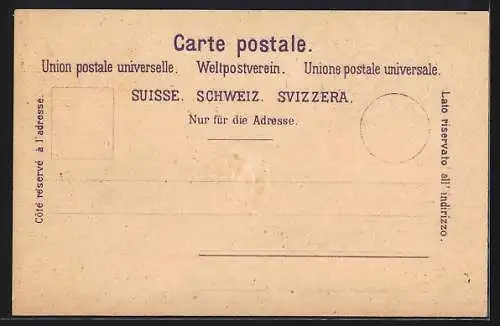 Carte postale.
Union postale universelle. Weltpostverein. Unione postale universale.
SUISSE. SCHWEIZ. SVIZZERA.
Nur für die Adresse.
Côté réservé à l'adresse.
Lato riservato all' indirizzo.